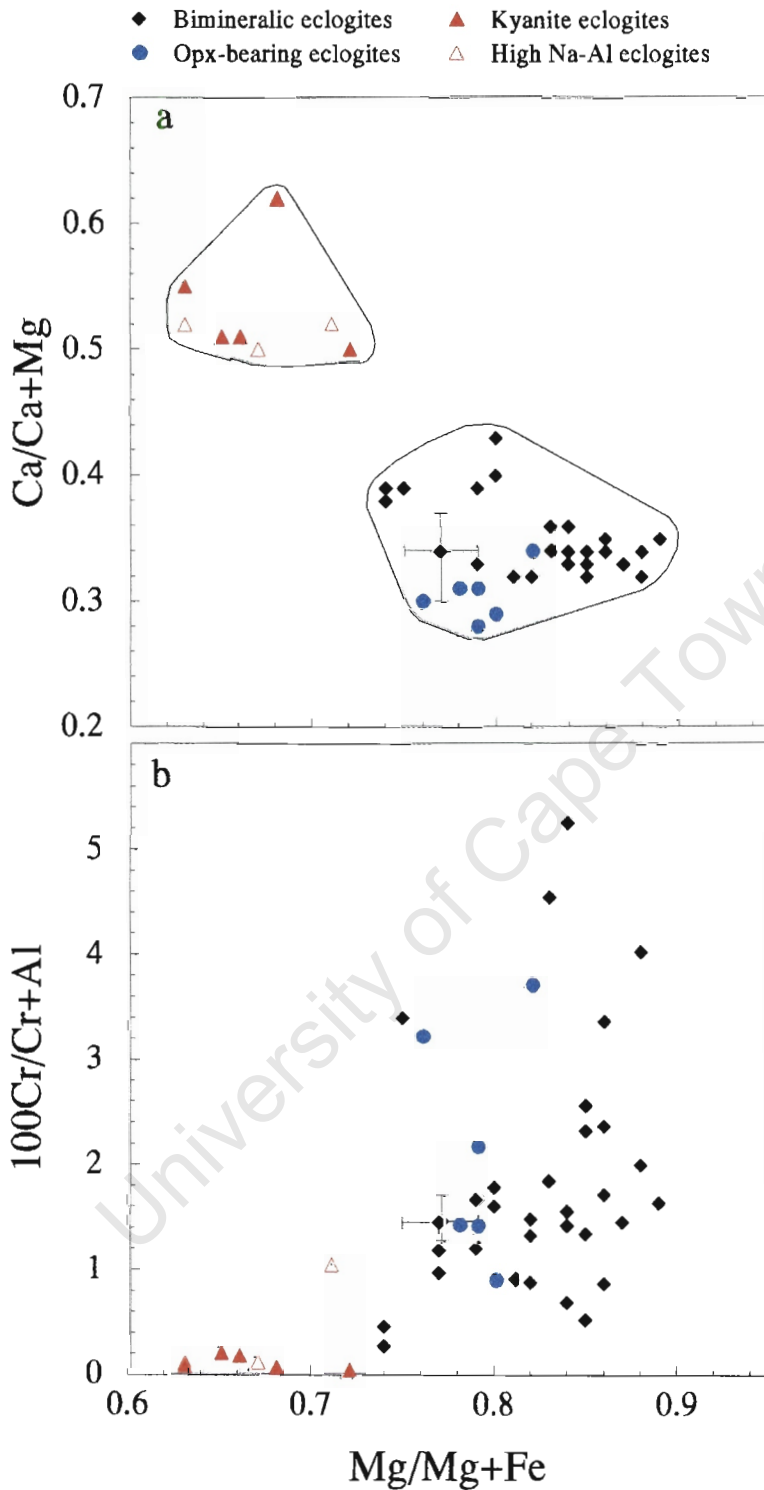 Bimineralic eclogites Kyanite eclogites
Opx-bearing eclogites High Na-Al eclogites
0.7
a
0.6
0.5
0.4
0.3
0.2
Ca/Ca+Mg
b
5
4
3
2
1
0
100Cr/Cr+Al
0.6 0.7 0.8 0.9
Mg/Mg+Fe
University of Cape Town